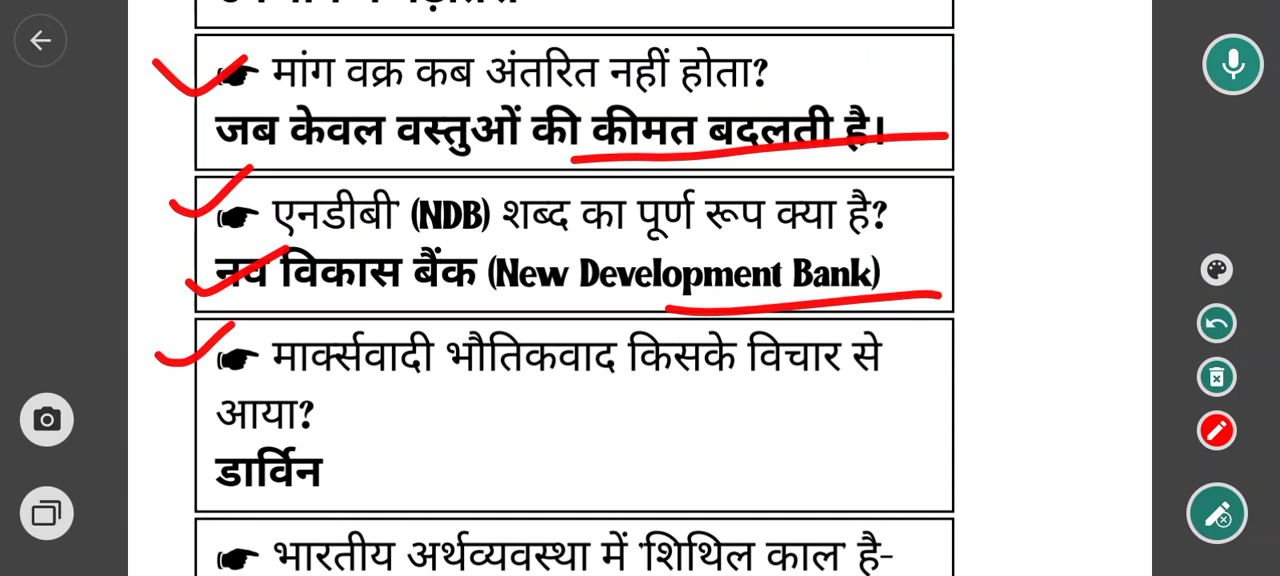 ☛ मांग वक्र कब अंतरित नहीं होता?
जब केवल वस्तुओं की कीमत बदलती है।
☛ एनडीबी (NDB) शब्द का पूर्ण रूप क्या है?
नव विकास बैंक (New Development Bank)
☛ मार्क्सवादी भौतिकवाद किसके विचार से
आया?
डार्विन
☛ भारतीय अर्थव्यवस्था में 'शिथिल काल' है-